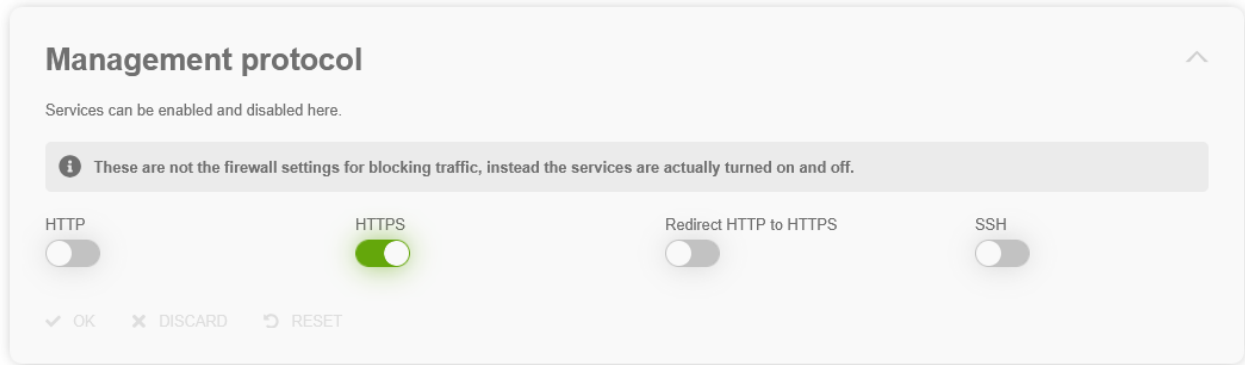 Management protocol
Services can be enabled and disabled here.
These are not the firewall settings for blocking traffic, instead the services are actually turned on and off.
HTTP HTTPS Redirect HTTP to HTTPS SSH
OK DISCARD RESET